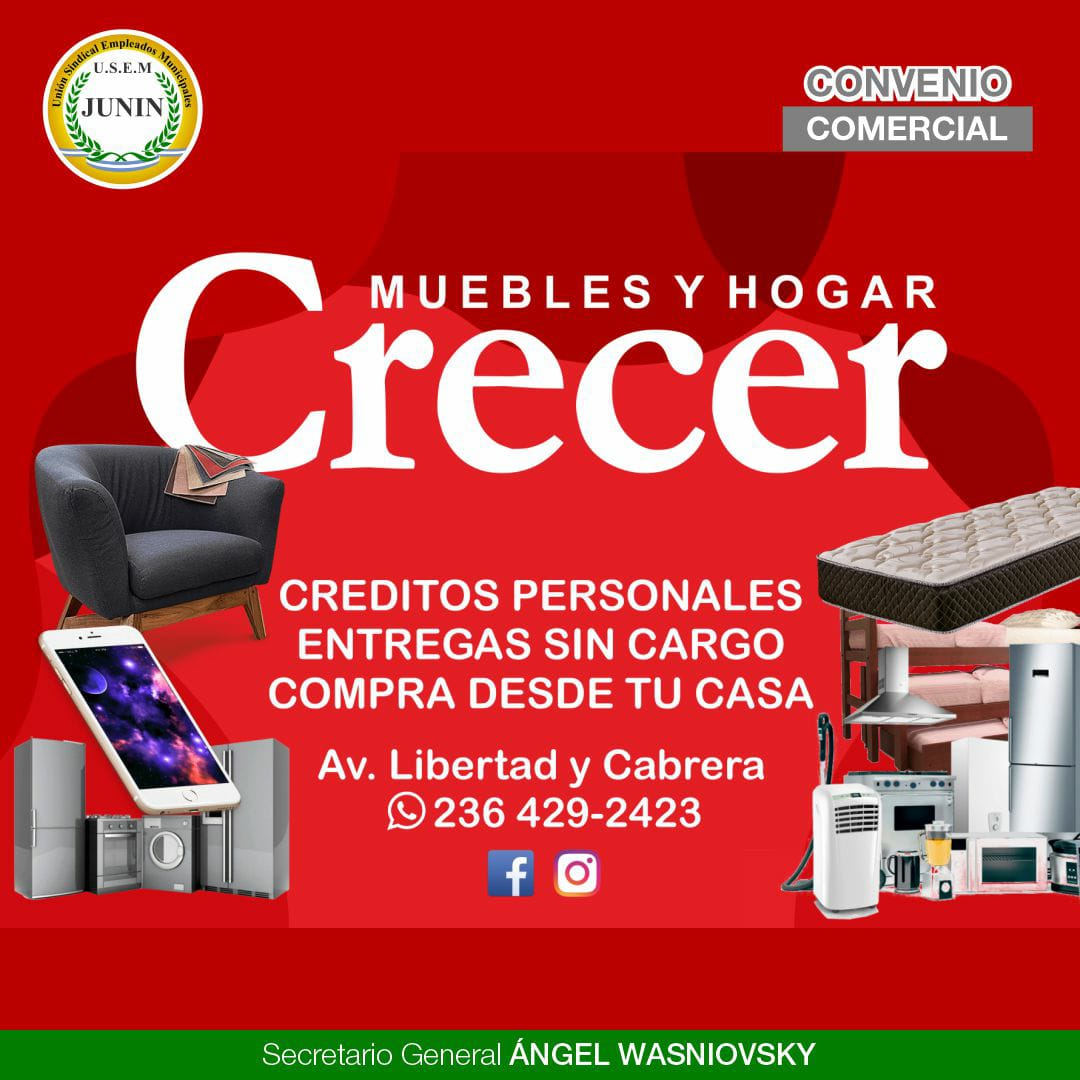 Unión Sindical Empleados Municipales
U.S.E.M
JUNIN
CONVENIO
COMERCIAL
MUEBLES Y HOGAR
Crecer
CREDITOS PERSONALES
ENTREGAS SIN CARGO
COMPRA DESDE TU CASA
Av. Libertad y Cabrera
236 429-2423
Secretario General ÁNGEL WASNIOVSKY